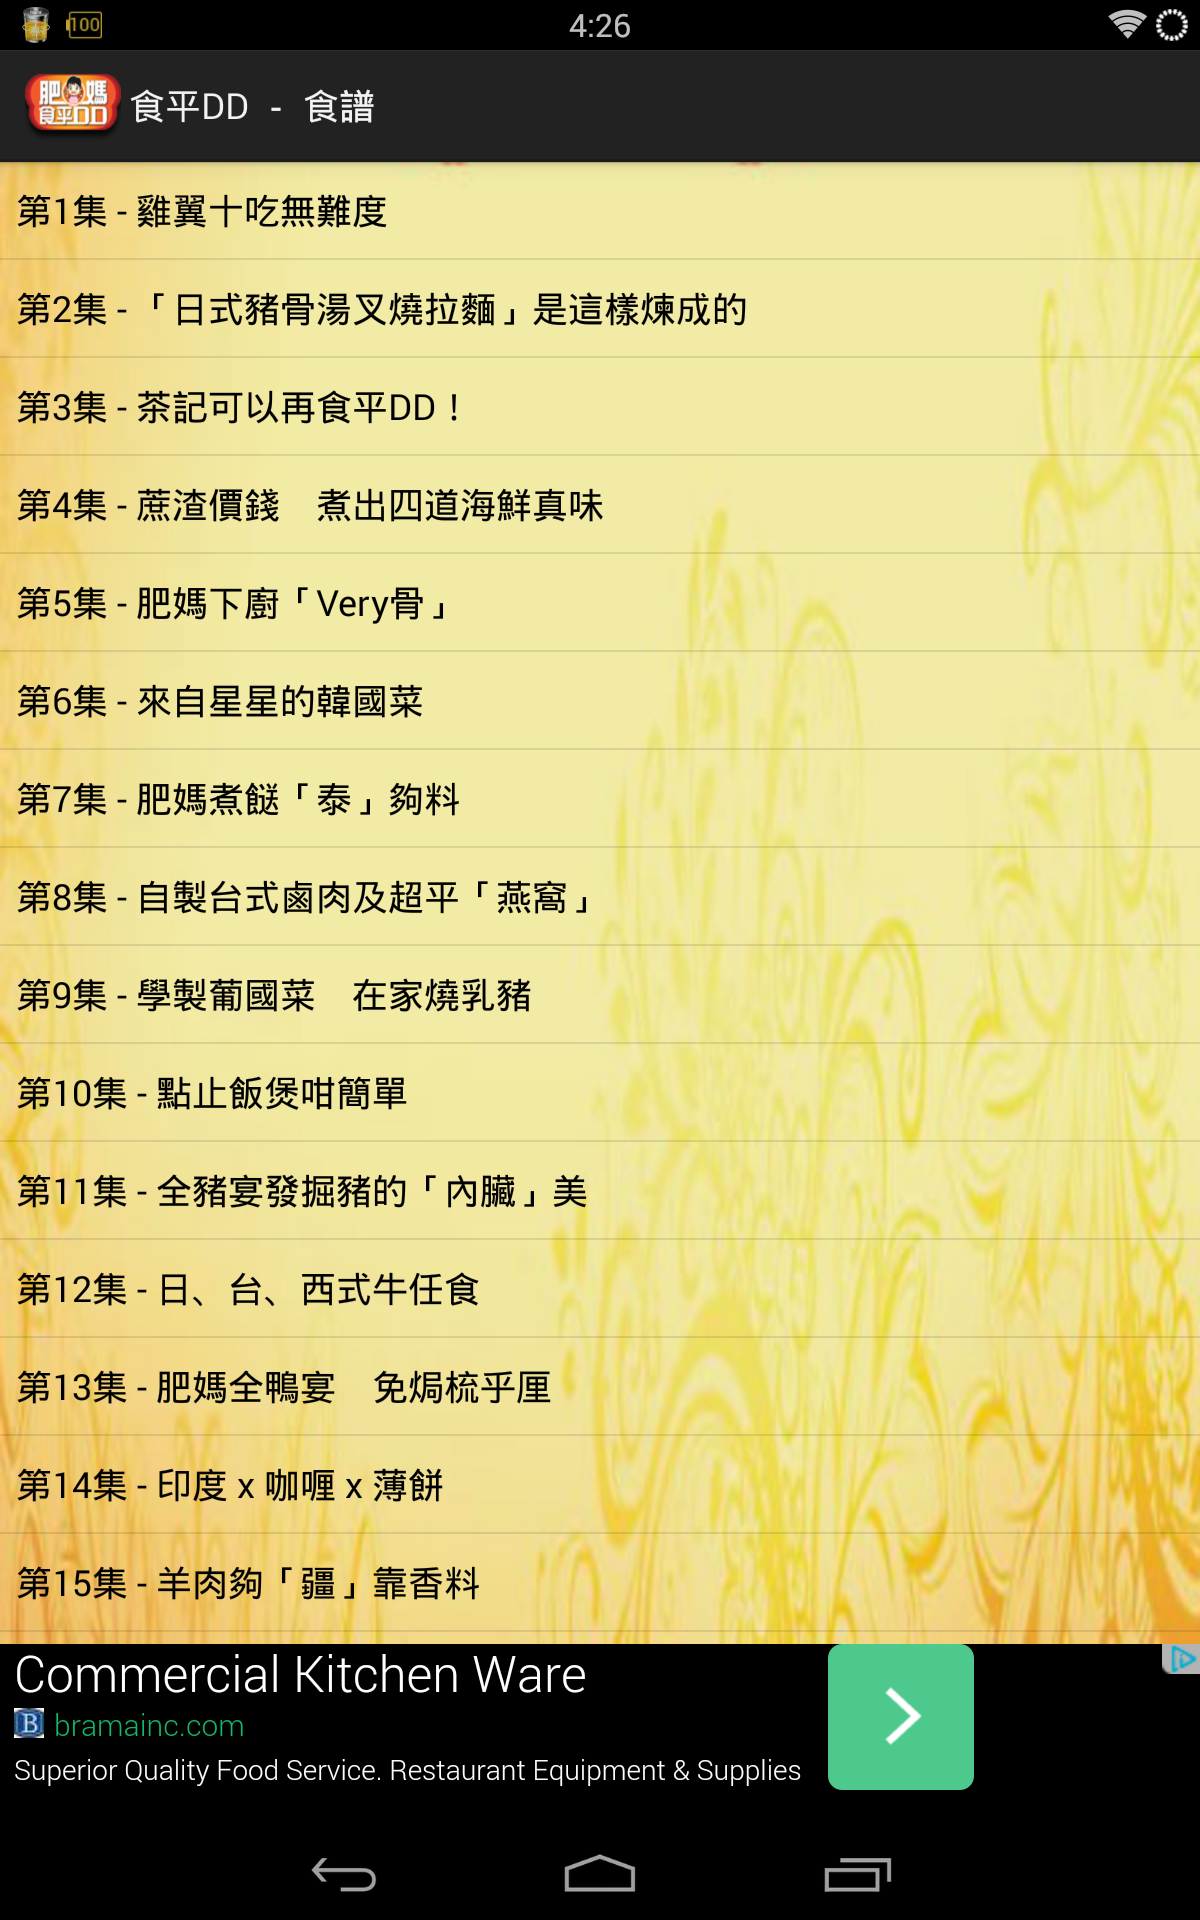 100
4:26
肥媽
食平DD
食平DD - 食譜
第1集 - 雞翼十吃無難度
第2集 - 「日式豬骨湯叉燒拉麵」是這樣煉成的
第3集 - 茶記可以再食平DD！
第4集 - 蔗渣價錢　煮出四道海鮮真味
第5集 - 肥媽下廚「Very骨」
第6集 - 來自星星的韓國菜
第7集 - 肥媽煮餸「泰」夠料
第8集 - 自製台式鹵肉及超平「燕窩」
第9集 - 學製葡國菜　在家燒乳豬
第10集 - 點止飯煲咁簡單
第11集 - 全豬宴發掘豬的「內臟」美
第12集 - 日、台、西式牛任食
第13集 - 肥媽全鴨宴　免焗梳乎厘
第14集 - 印度 x 咖喱 x 薄餅
第15集 - 羊肉夠「疆」靠香料
Commercial Kitchen Ware
B bramainc.com
Superior Quality Food Service. Restaurant Equipment & Supplies